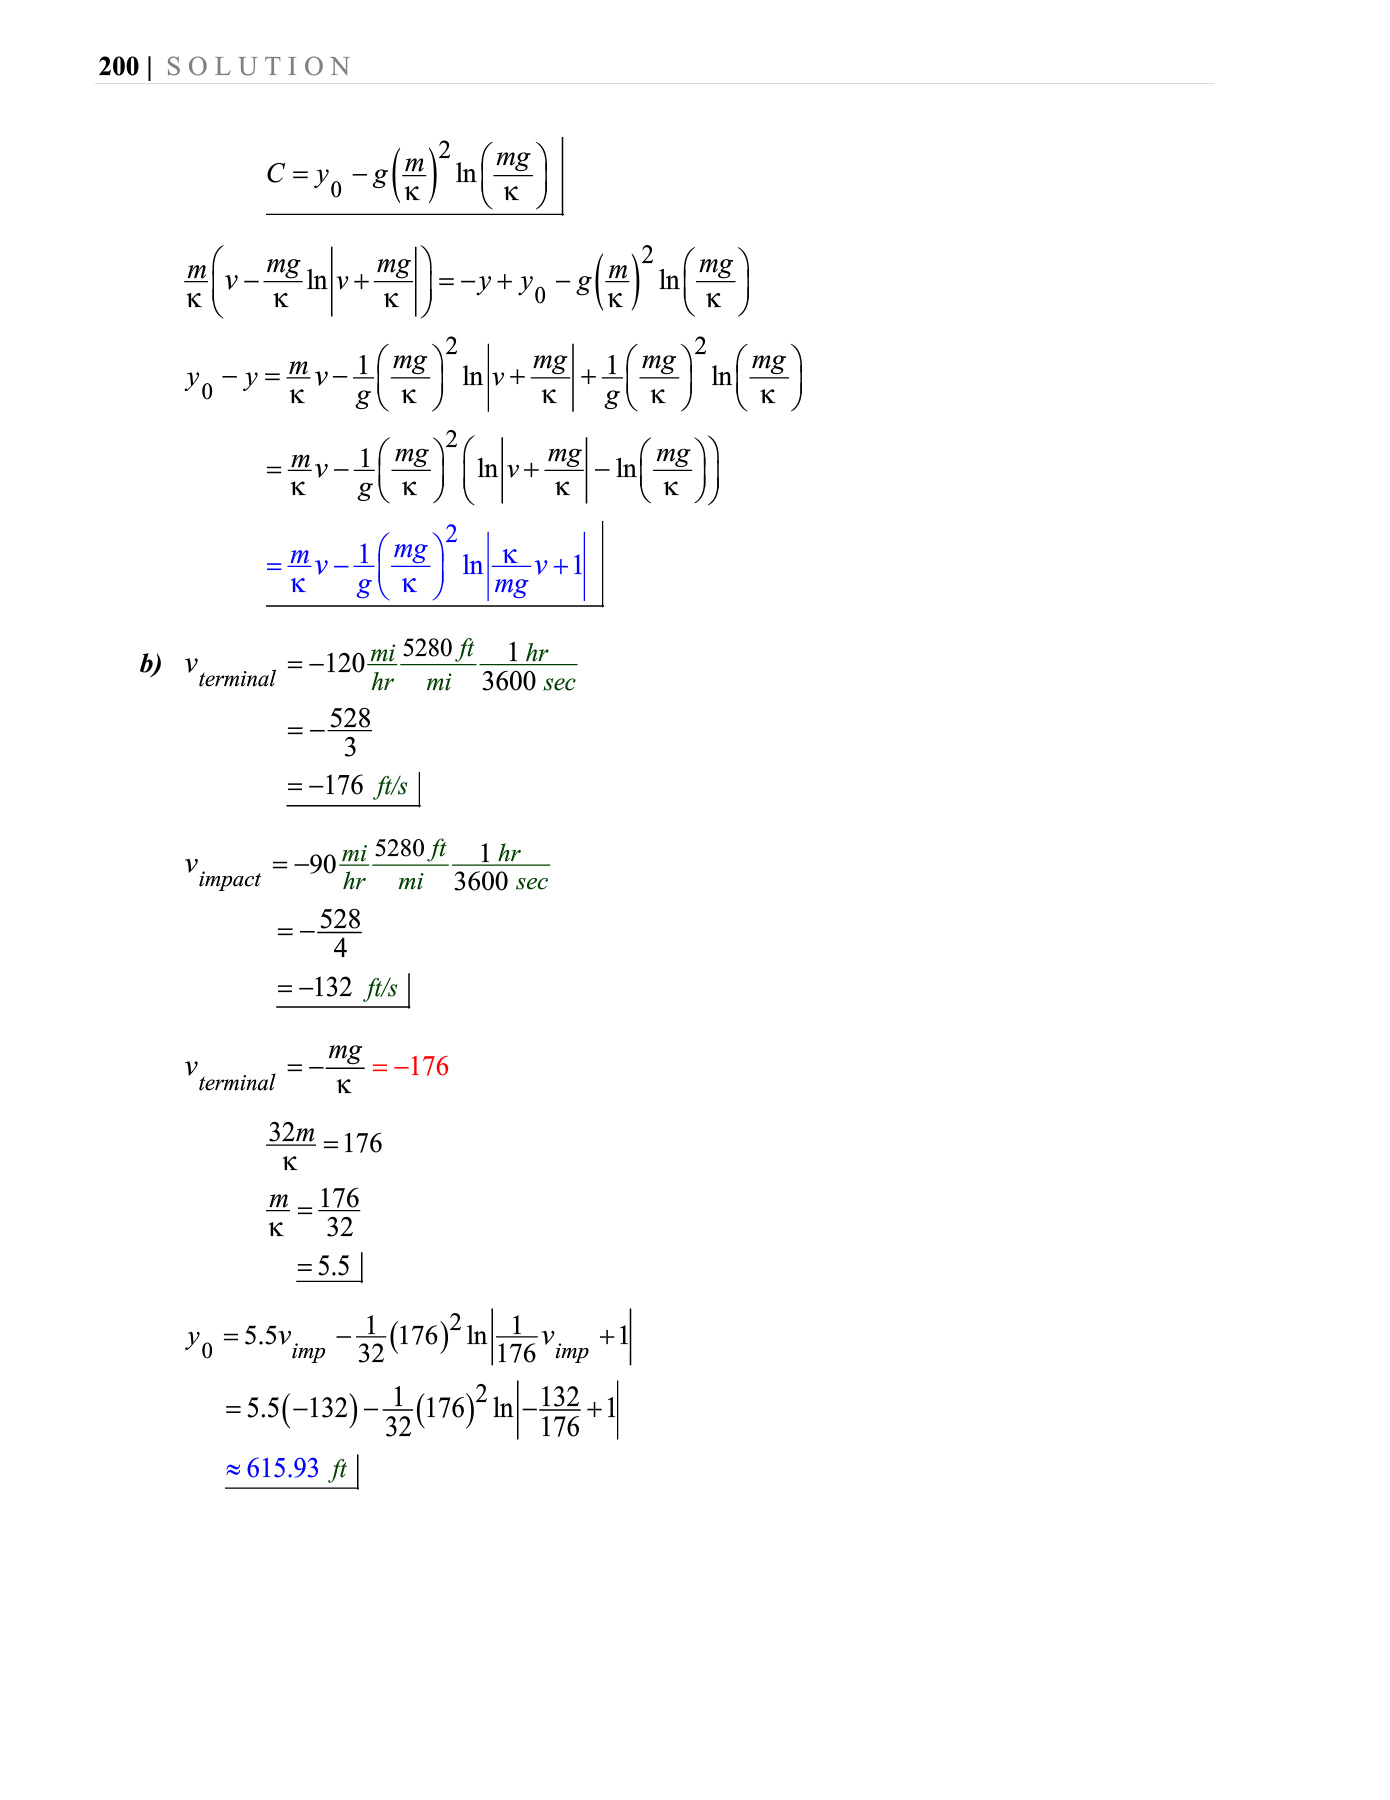 200 | SOLUTION
C = y₀ − g(m/κ)² ln(mg/κ)
m/κ (v − mg/κ ln|v + mg/κ|) = −y + y₀ − g(m/κ)² ln(mg/κ)
y₀ − y = m/κ v − 1/g (mg/κ)² ln|v + mg/κ| + 1/g (mg/κ)² ln(mg/κ)
= m/κ v − 1/g (mg/κ)² (ln|v + mg/κ| − ln(mg/κ))
= m/κ v − 1/g (mg/κ)² ln|κ/mg v + 1|
b) v_terminal = −120 mi/hr 5280 ft/mi 1 hr/3600 sec
= −528/3
= −176 ft/s
v_impact = −90 mi/hr 5280 ft/mi 1 hr/3600 sec
= −528/4
= −132 ft/s
v_terminal = −mg/κ = −176
32m/κ = 176
m/κ = 176/32
= 5.5
y₀ = 5.5v_imp − 1/32 (176)² ln|1/176 v_imp + 1|
= 5.5(−132) − 1/32 (176)² ln|−132/176 + 1|
≈ 615.93 ft